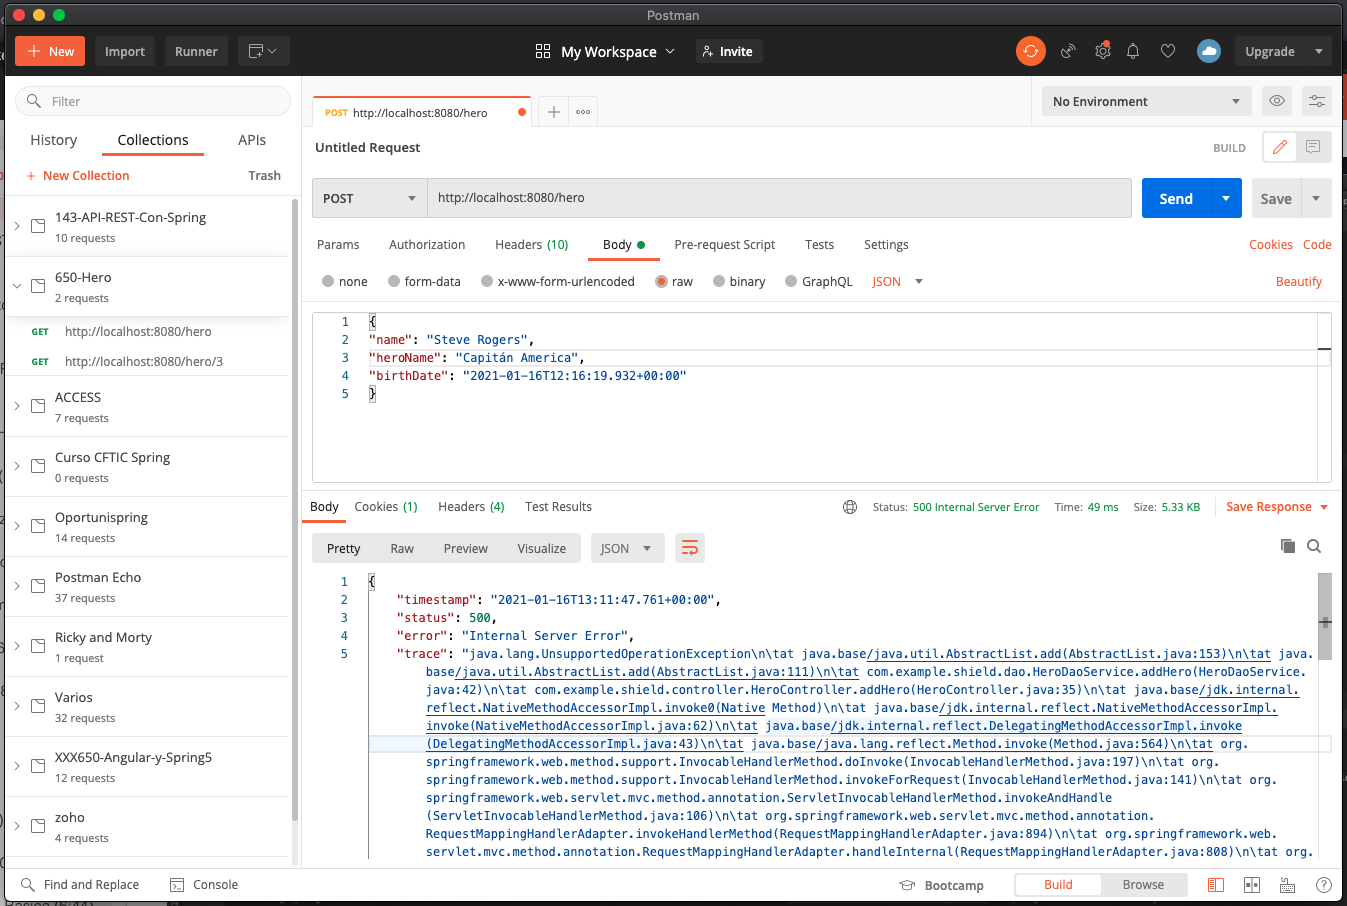 Postman
New
Import
Runner
My Workspace
Invite
Upgrade
Filter
History
Collections
APIs
+ New Collection
Trash
143-API-REST-Con-Spring
10 requests
650-Hero
2 requests
GET http://localhost:8080/hero
GET http://localhost:8080/hero/3
ACCESS
7 requests
Curso CFTIC Spring
0 requests
Oportunispring
14 requests
Postman Echo
37 requests
Ricky and Morty
1 request
Varios
32 requests
XXX650-Angular-y-Spring5
12 requests
zoho
4 requests
POST http://localhost:8080/hero
No Environment
Untitled Request
BUILD
POST
http://localhost:8080/hero
Send
Save
Params
Authorization
Headers (10)
Body
Pre-request Script
Tests
Settings
Cookies
Code
none
form-data
x-www-form-urlencoded
raw
binary
GraphQL
JSON
Beautify
1 {
2 "name": "Steve Rogers",
3 "heroName": "Capitán America",
4 "birthDate": "2021-01-16T12:16:19.932+00:00"
5 }
Body
Cookies (1)
Headers (4)
Test Results
Status: 500 Internal Server Error
Time: 49 ms
Size: 5.33 KB
Save Response
Pretty
Raw
Preview
Visualize
JSON
1 {
2 "timestamp": "2021-01-16T13:11:47.761+00:00",
3 "status": 500,
4 "error": "Internal Server Error",
5 "trace": "java.lang.UnsupportedOperationException\n\tat java.base/java.util.AbstractList.add(AbstractList.java:153)\n\tat java.
base/java.util.AbstractList.add(AbstractList.java:111)\n\tat com.example.shield.dao.HeroDaoService.addHero(HeroDaoService.
java:42)\n\tat com.example.shield.controller.HeroController.addHero(HeroController.java:35)\n\tat java.base/jdk.internal.
reflect.NativeMethodAccessorImpl.invoke0(Native Method)\n\tat java.base/jdk.internal.reflect.NativeMethodAccessorImpl.
invoke(NativeMethodAccessorImpl.java:62)\n\tat java.base/jdk.internal.reflect.DelegatingMethodAccessorImpl.invoke
(DelegatingMethodAccessorImpl.java:43)\n\tat java.base/java.lang.reflect.Method.invoke(Method.java:564)\n\tat org.
springframework.web.method.support.InvocableHandlerMethod.doInvoke(InvocableHandlerMethod.java:197)\n\tat org.
springframework.web.method.support.InvocableHandlerMethod.invokeForRequest(InvocableHandlerMethod.java:141)\n\tat org.
springframework.web.servlet.mvc.method.annotation.ServletInvocableHandlerMethod.invokeAndHandle
(ServletInvocableHandlerMethod.java:106)\n\tat org.springframework.web.servlet.mvc.method.annotation.
RequestMappingHandlerAdapter.invokeHandlerMethod(RequestMappingHandlerAdapter.java:894)\n\tat org.springframework.web.
servlet.mvc.method.annotation.RequestMappingHandlerAdapter.handleInternal(RequestMappingHandlerAdapter.java:808)\n\tat org.
Find and Replace
Console
Bootcamp
Build
Browse